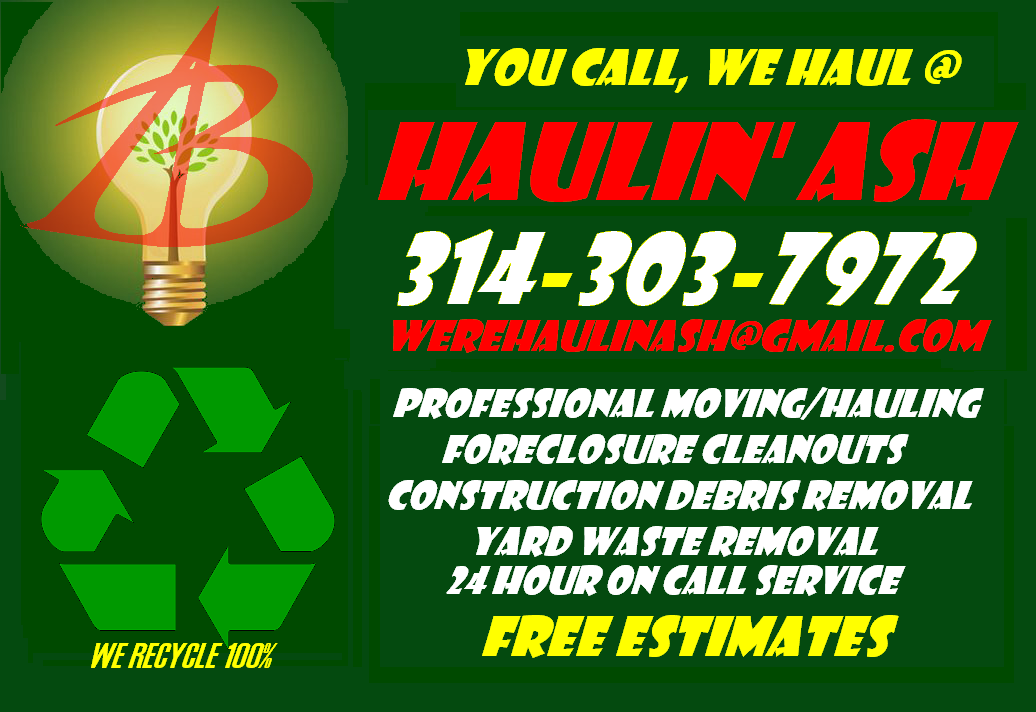 AB
YOU CALL, WE HAUL @
HAULIN' ASH
314-303-7972
WEREHAULINASH@GMAIL.COM
PROFESSIONAL MOVING/HAULING
FORECLOSURE CLEANOUTS
CONSTRUCTION DEBRIS REMOVAL
YARD WASTE REMOVAL
24 HOUR ON CALL SERVICE
FREE ESTIMATES
WE RECYCLE 100%